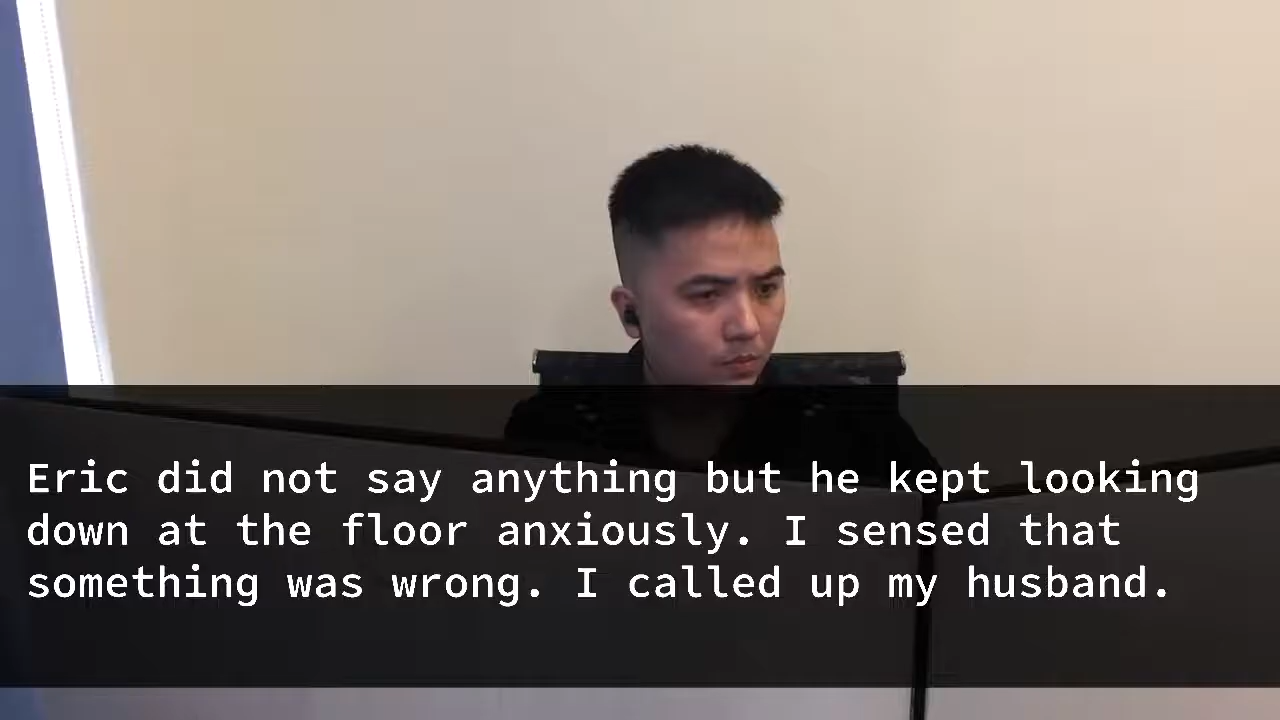 Eric did not say anything but he kept looking
down at the floor anxiously. I sensed that
something was wrong. I called up my husband.